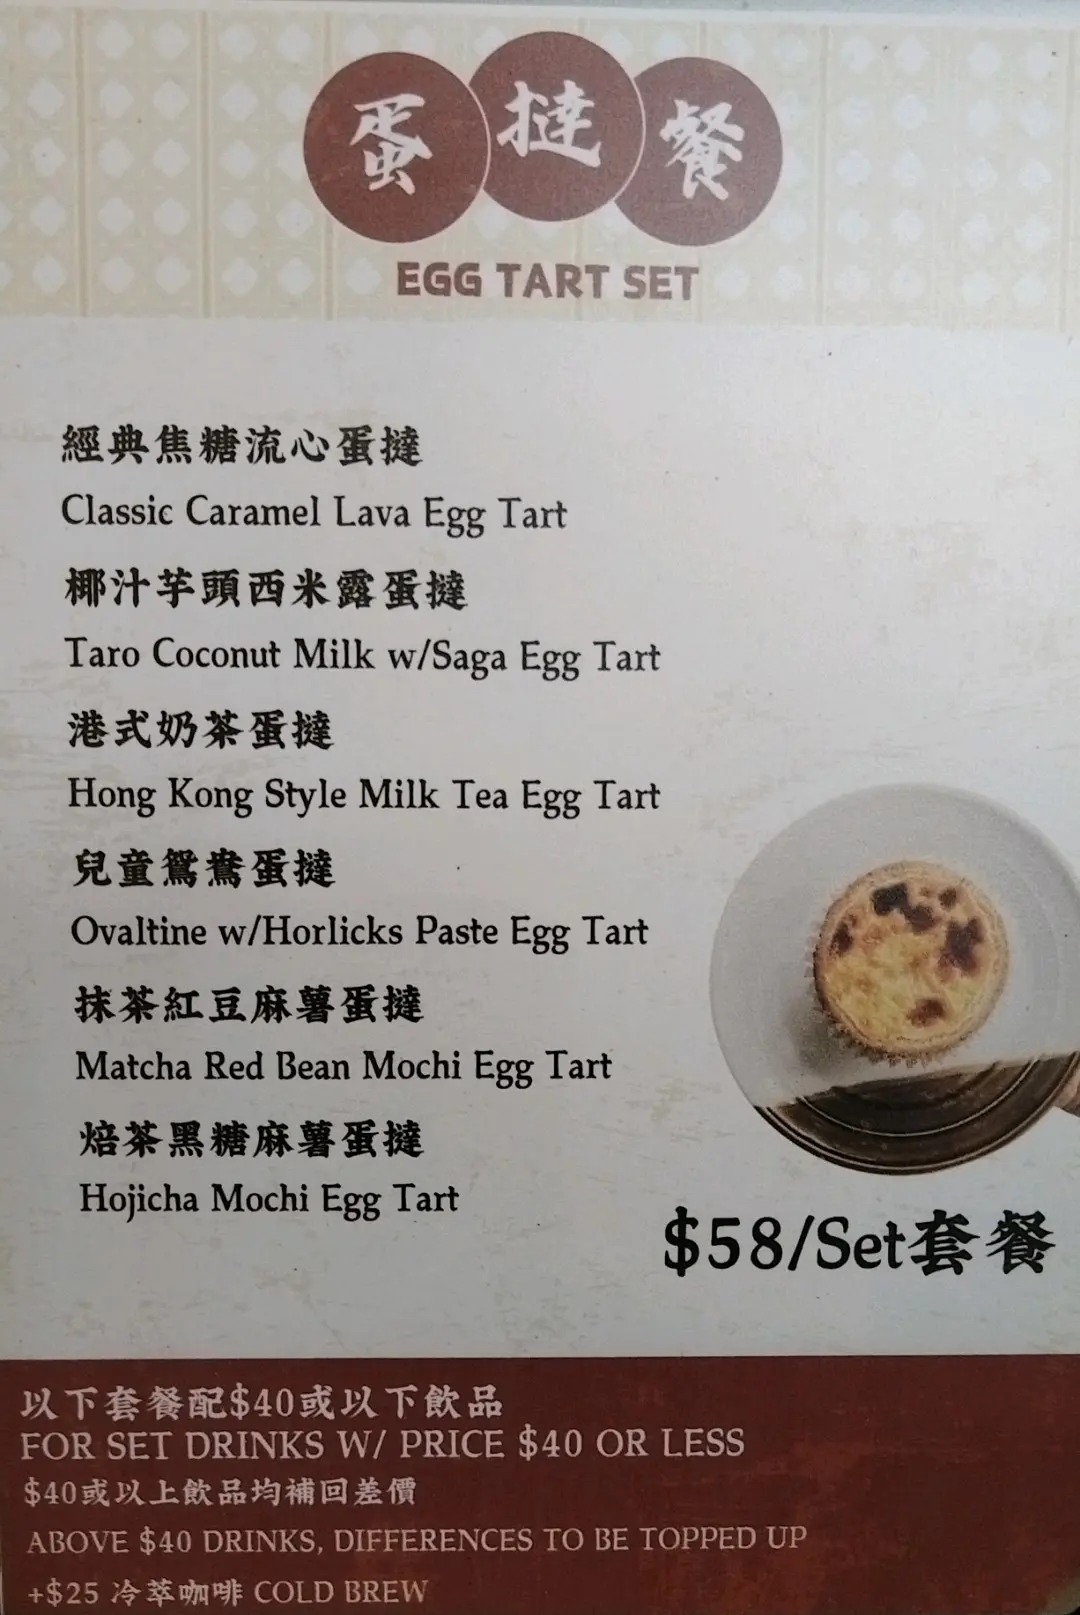 蛋撻餐
EGG TART SET
經典焦糖流心蛋撻
Classic Caramel Lava Egg Tart
椰汁芋頭西米露蛋撻
Taro Coconut Milk w/Saga Egg Tart
港式奶茶蛋撻
Hong Kong Style Milk Tea Egg Tart
兒童鴛鴦蛋撻
Ovaltine w/Horlicks Paste Egg Tart
抹茶紅豆麻薯蛋撻
Matcha Red Bean Mochi Egg Tart
焙茶黑糖麻薯蛋撻
Hojicha Mochi Egg Tart
$58/Set套餐
以下套餐配$40或以下飲品
FOR SET DRINKS W/ PRICE $40 OR LESS
$40或以上飲品均補回差價
ABOVE $40 DRINKS, DIFFERENCES TO BE TOPPED UP
+$25 冷萃咖啡 COLD BREW